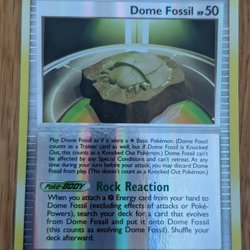 Dome Fossil HP 50
Play Dome Fossil as if it were a Basic Pokémon. (Dome Fossil
counts as a Trainer card as well, but if Dome Fossil is Knocked
Out, this counts as a Knocked Out Pokémon.) Dome Fossil can't
be affected by any Special Conditions and can't retreat. At any
time during your turn before your attack, you may discard Dome
Fossil from play. (This doesn't count as a Knocked Out Pokémon.)
Poké-BODY Rock Reaction
When you attach a Energy card from your hand to
Dome Fossil (excluding effects of attacks or Poké-
Powers), search your deck for a card that evolves
from Dome Fossil and put it onto Dome Fossil
(this counts as evolving Dome Fossil). Shuffle your
deck afterward.